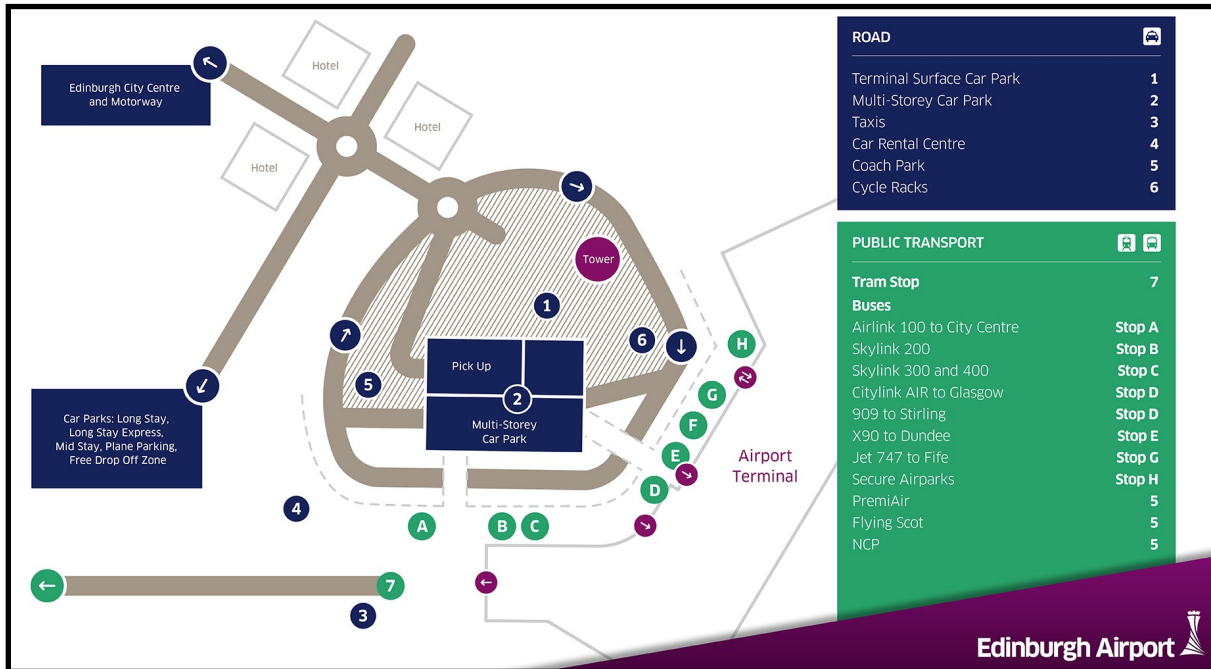 Edinburgh City Centre
and Motorway
Hotel
Hotel
Hotel
Tower
1
6
H
Pick Up
5
2
Multi-Storey
Car Park
G
F
E
D
Airport
Terminal
Car Parks: Long Stay,
Long Stay Express,
Mid Stay, Plane Parking,
Free Drop Off Zone
4
A
B
C
7
3
ROAD
Terminal Surface Car Park 1
Multi-Storey Car Park 2
Taxis 3
Car Rental Centre 4
Coach Park 5
Cycle Racks 6
PUBLIC TRANSPORT
Tram Stop 7
Buses
Airlink 100 to City Centre Stop A
Skylink 200 Stop B
Skylink 300 and 400 Stop C
Citylink AIR to Glasgow Stop D
909 to Stirling Stop D
X90 to Dundee Stop E
Jet 747 to Fife Stop G
Secure Airparks Stop H
PremiAir 5
Flying Scot 5
NCP 5
Edinburgh Airport